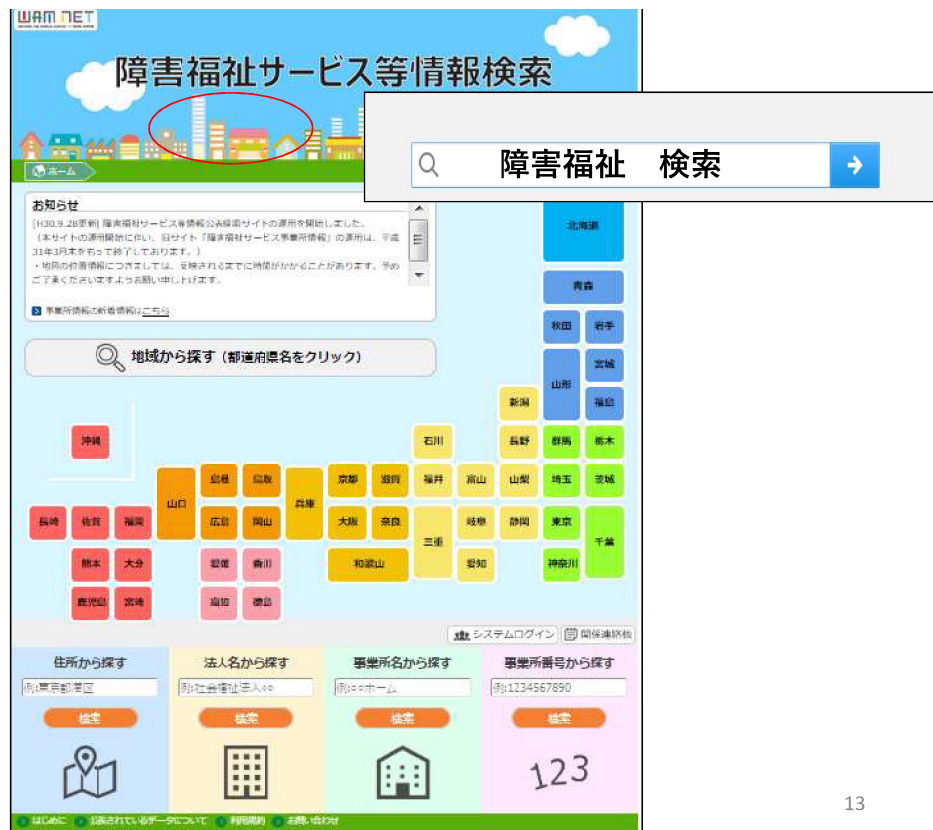 WAM NET
障害福祉サービス等情報検索
障害福祉　検索
ホーム
お知らせ
[H30.9.28更新] 障害福祉サービス等情報公表検索サイトの運用を開始しました。
(本サイトの運用開始に伴い、旧サイト「障害福祉サービス事業所情報」の運用は、平成
31年3月末をもって終了しております。)
・地図の位置情報につきましては、反映されるまでに時間がかかることがあります。予め
ご了承くださいますようお願い申し上げます。
事業所情報の新着情報はこちら
地域から探す（都道府県名をクリック）
北海道
青森
秋田 岩手
山形 宮城
新潟 福島
沖縄 石川 長野 群馬 栃木
山口 島根 鳥取 兵庫 京都 滋賀 福井 富山 山梨 埼玉 茨城
長崎 佐賀 福岡 広島 岡山 大阪 奈良 三重 岐阜 静岡 東京 千葉
熊本 大分 愛媛 香川 和歌山 愛知 神奈川
鹿児島 宮崎 高知 徳島
システムログイン 関係連絡板
住所から探す 法人名から探す 事業所名から探す 事業所番号から探す
例:東京都港区 例:社会福祉法人○○ 例:○○ホーム 例:1234567890
検索 検索 検索 検索
123
はじめに 公表されているデータについて 利用規約 お問い合わせ
13